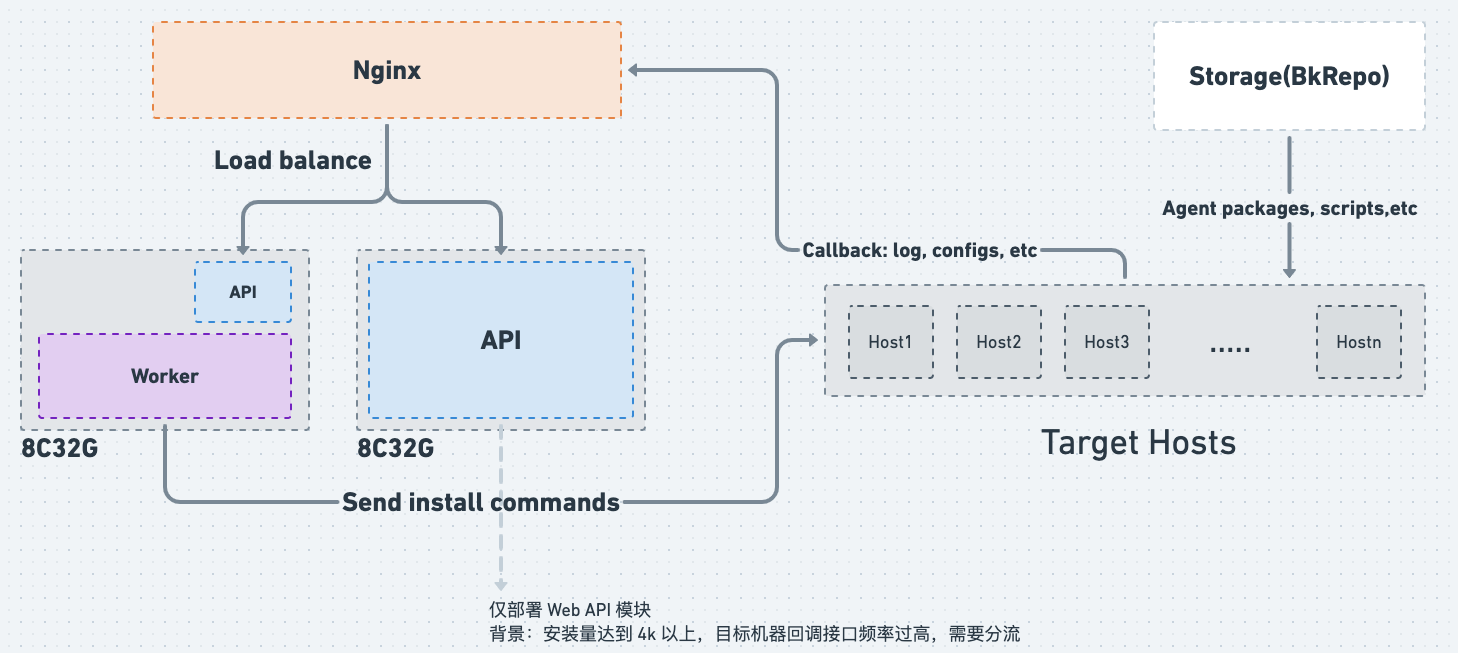 Nginx
Storage(BkRepo)
Load balance
Agent packages, scripts,etc
Callback: log, configs, etc
API
API
Worker
Host1
Host2
Host3
.....
Hostn
8C32G
8C32G
Target Hosts
Send install commands
仅部署 Web API 模块
背景：安装量达到 4k 以上，目标机器回调接口频率过高，需要分流